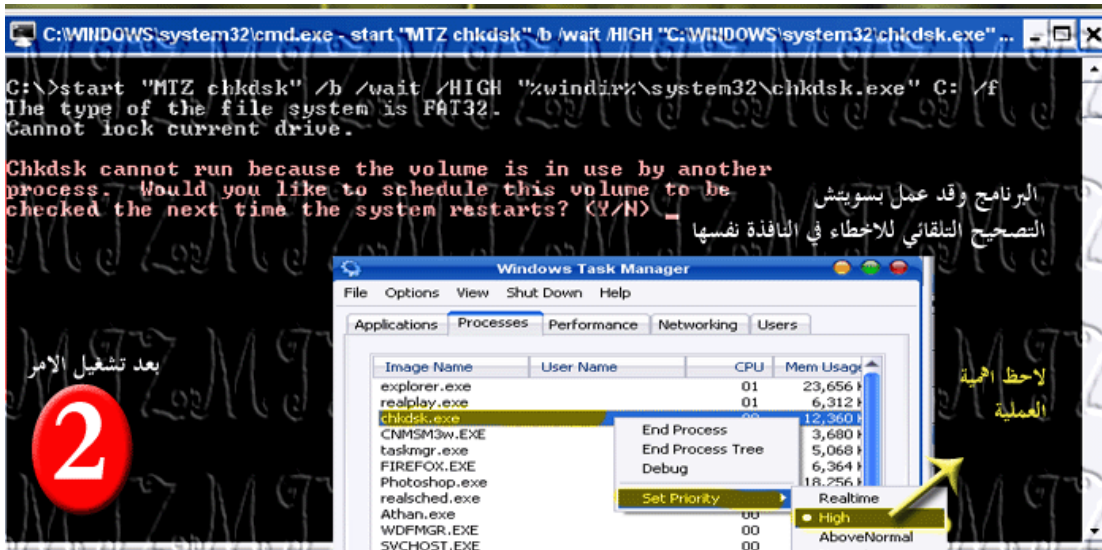 C:\WINDOWS\system32\cmd.exe - start "MTZ chkdsk" /b /wait /HIGH "C:\WINDOWS\system32\chkdsk.exe" ...
C:\>start "MTZ chkdsk" /b /wait /HIGH "%windir%\system32\chkdsk.exe" C: /f
The type of the file system is FAT32.
Cannot lock current drive.
Chkdsk cannot run because the volume is in use by another
process. Would you like to schedule this volume to be
checked the next time the system restarts? (Y/N) _
البرنامج وقد عمل بسويتش
التصحيح التلقائي للاخطاء في النافذة نفسها
Windows Task Manager
File Options View Shut Down Help
Applications Processes Performance Networking Users
Image Name User Name CPU Mem Usage
explorer.exe 01 23,656 K
realplay.exe 01 6,312 K
chkdsk.exe 00 12,360 K
CNMSM3w.EXE 3,680 K
taskmgr.exe 5,068 K
FIREFOX.EXE 6,364 K
Photoshop.exe 18,256 K
realsched.exe
Athan.exe 00
WDFMGR.EXE 00
SVCHOST.EXE 00
End Process
End Process Tree
Debug
Set Priority
Realtime
High
AboveNormal
بعد تشغيل الامر
2
لاحظ اهمية
العملية